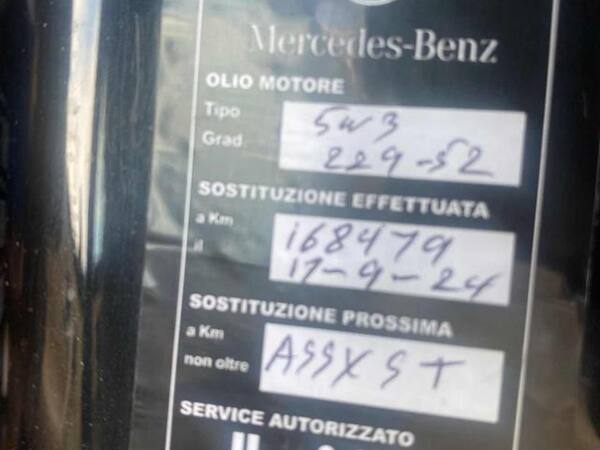 Mercedes-Benz
OLIO MOTORE
Tipo
5W3
Grad
229-52
SOSTITUZIONE EFFETTUATA
a Km
168479
il
17-9-24
SOSTITUZIONE PROSSIMA
a Km
non oltre
ASSXST
SERVICE AUTORIZZATO